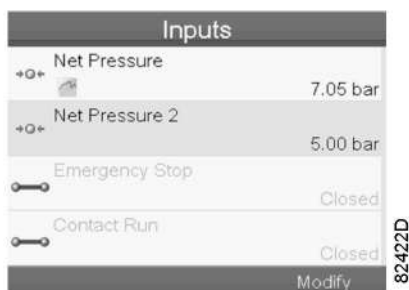 Inputs
Net Pressure
7.05 bar
Net Pressure 2
5.00 bar
Emergency Stop
Closed
Contact Run
Closed
Modify
82422D